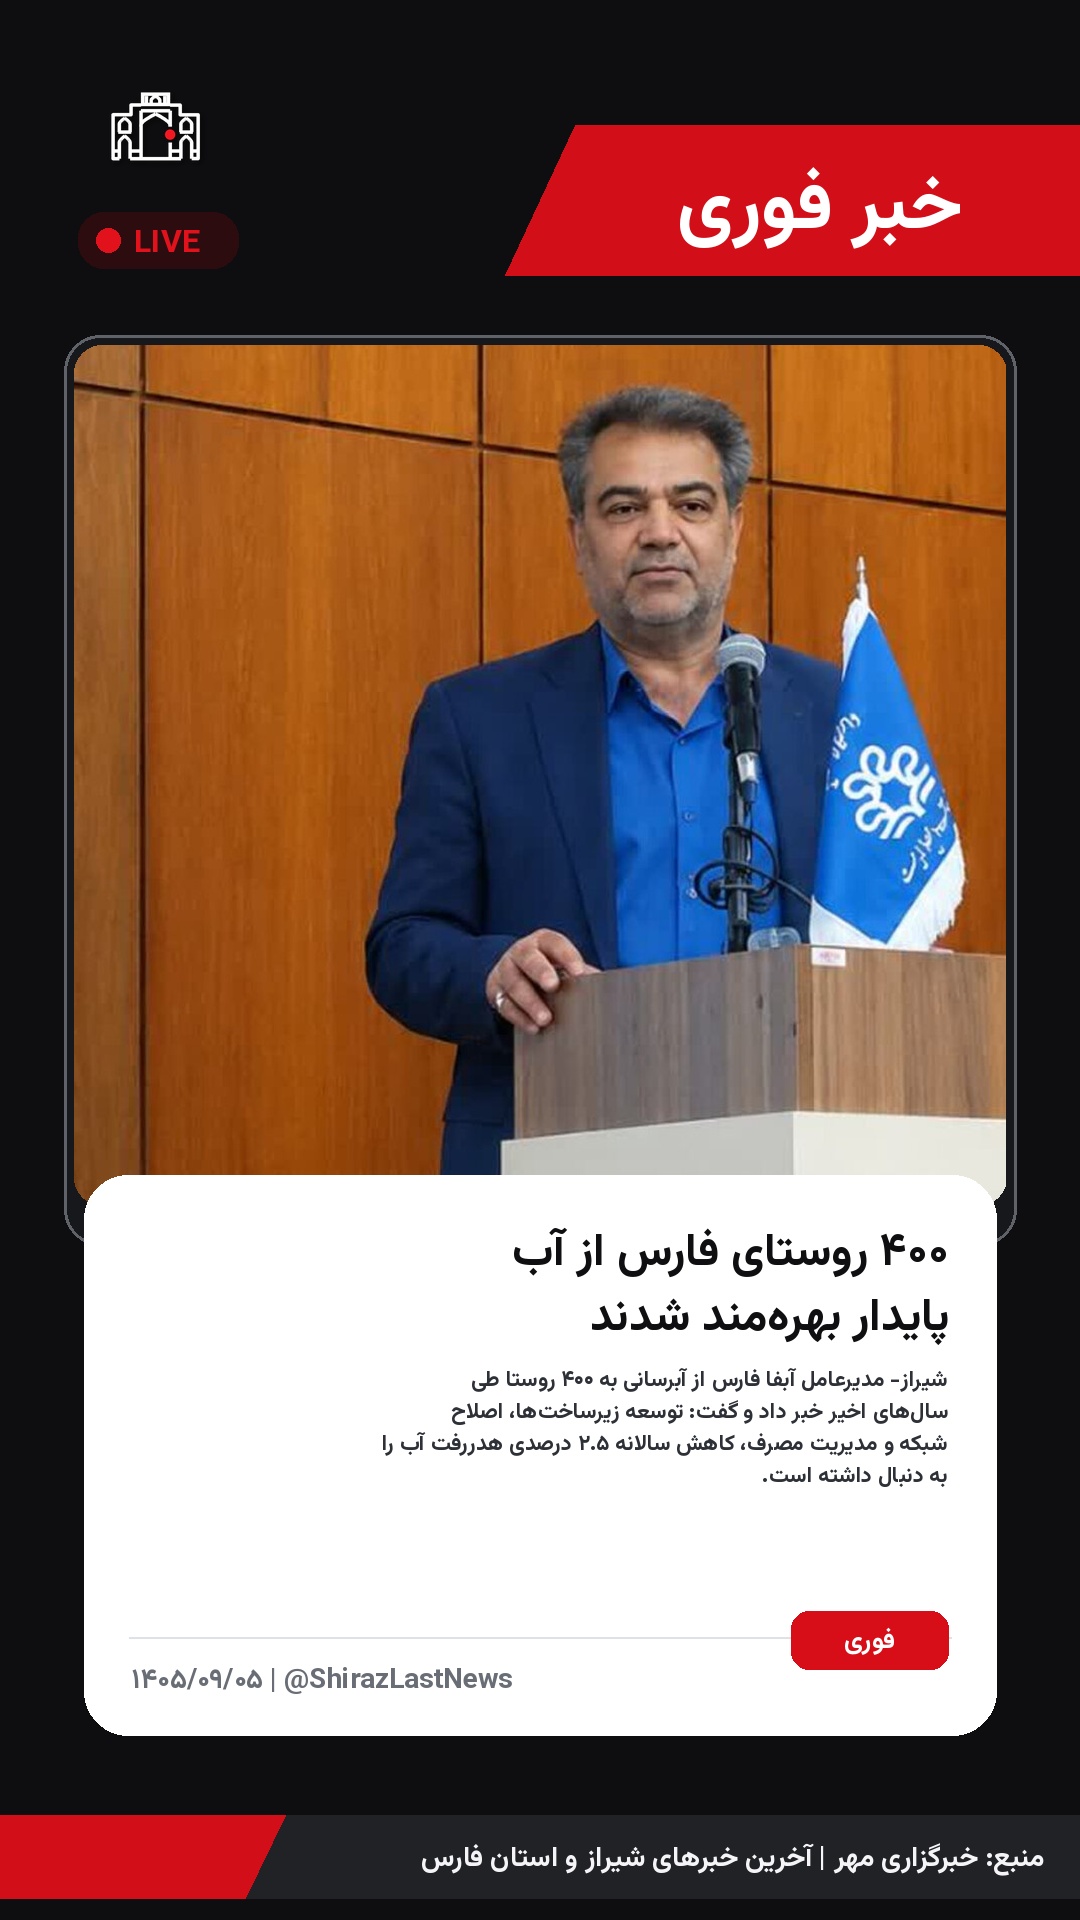 خبر فوری
LIVE
۴۰۰ روستای فارس از آب
پایدار بهره‌مند شدند
شیراز- مدیرعامل آبفا فارس از آبرسانی به ۴۰۰ روستا طی
سال‌های اخیر خبر داد و گفت: توسعه زیرساخت‌ها، اصلاح
شبکه و مدیریت مصرف، کاهش سالانه ۲.۵ درصدی هدررفت آب را
به دنبال داشته است.
فوری
۱۴۰۵/۰۹/۰۵ | @ShirazLastNews
منبع: خبرگزاری مهر | آخرین خبرهای شیراز و استان فارس